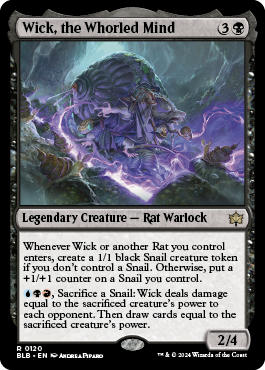 Wick, the Whorled Mind 3
Legendary Creature — Rat Warlock
Whenever Wick or another Rat you control
enters, create a 1/1 black Snail creature token
if you don't control a Snail. Otherwise, put a
+1/+1 counter on a Snail you control.
, Sacrifice a Snail: Wick deals damage
equal to the sacrificed creature's power to
each opponent. Then draw cards equal to the
sacrificed creature's power.
2/4
R 0120
BLB • EN Andrea Piparo
™ & © 2024 Wizards of the Coast